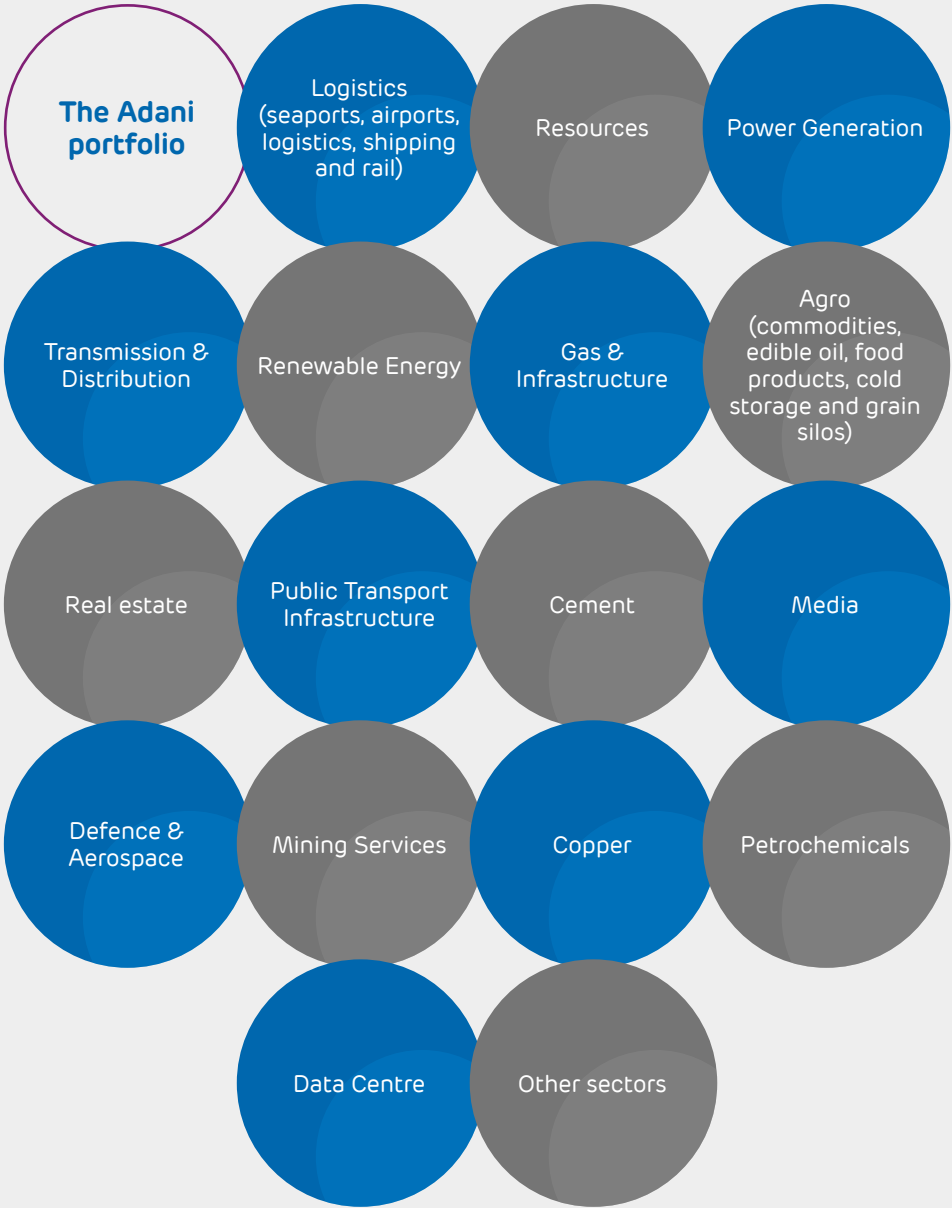 The Adani
portfolio
Logistics
(seaports, airports,
logistics, shipping
and rail)
Resources
Power Generation
Transmission &
Distribution
Renewable Energy
Gas &
Infrastructure
Agro
(commodities,
edible oil, food
products, cold
storage and grain
silos)
Real estate
Public Transport
Infrastructure
Cement
Media
Defence &
Aerospace
Mining Services
Copper
Petrochemicals
Data Centre
Other sectors